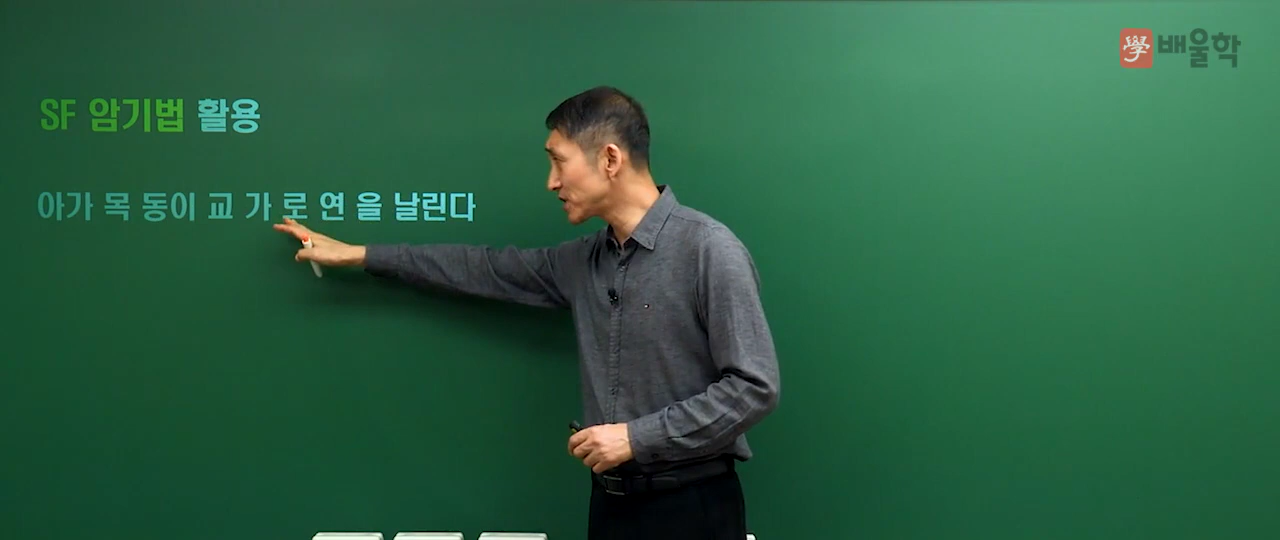 學 배울학
SF 암기법 활용
아가 목 동이 교 가 로 연 을 날린다